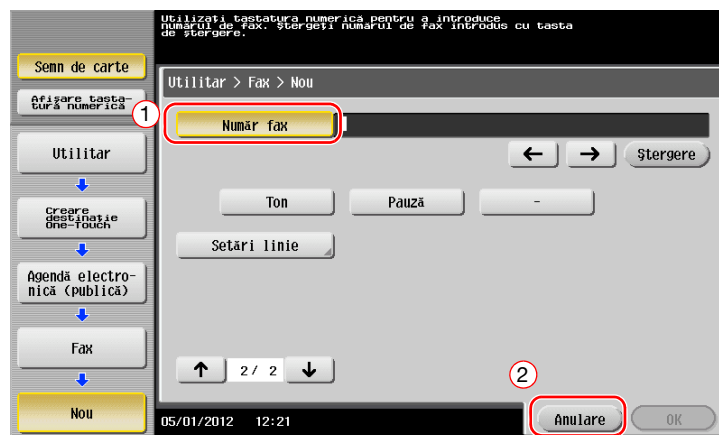 Utilizați tastatura numerică pentru a introduce
numărul de fax. Ștergeți numărul de fax introdus cu tasta
de ștergere.
Semn de carte
Afișare tasta-
tură numerică
1
Utilitar > Fax > Nou
Număr fax
← → Ștergere
Utilitar
Ton Pauză -
Creare
destinație
One-Touch
Setări linie
Agendă electro-
nică (publică)
Fax
↑ 2/ 2 ↓
2
Nou
Anulare OK
05/01/2012 12:21